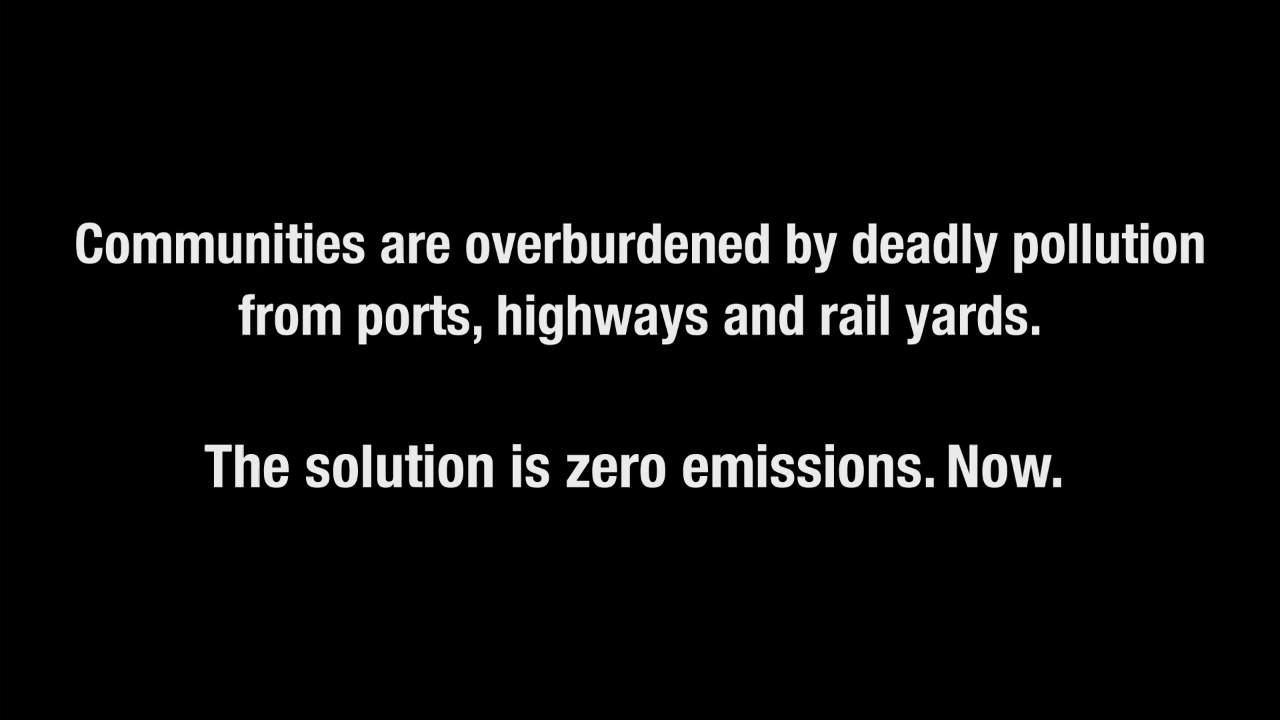 Communities are overburdened by deadly pollution
from ports, highways and rail yards.
The solution is zero emissions. Now.